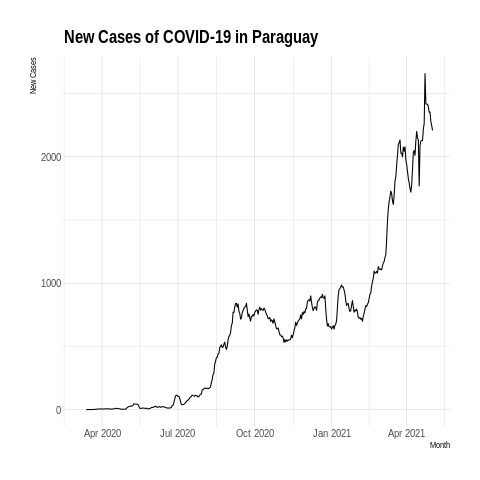 New Cases of COVID-19 in Paraguay
New Cases
2000
1000
0
Apr 2020 Jul 2020 Oct 2020 Jan 2021 Apr 2021
Month